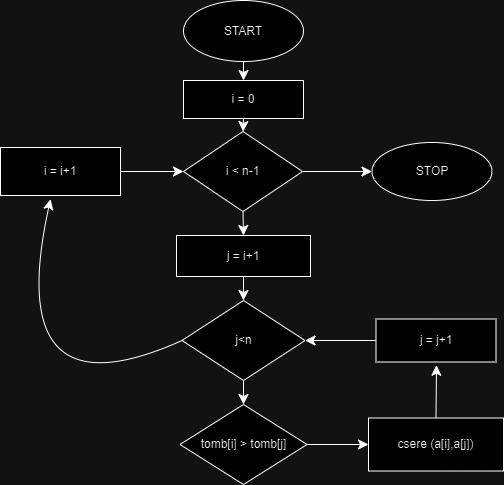 START
i = 0
i = i+1
i < n-1
STOP
j = i+1
j<n
j = j+1
tomb[i] > tomb[j]
csere (a[i],a[j])